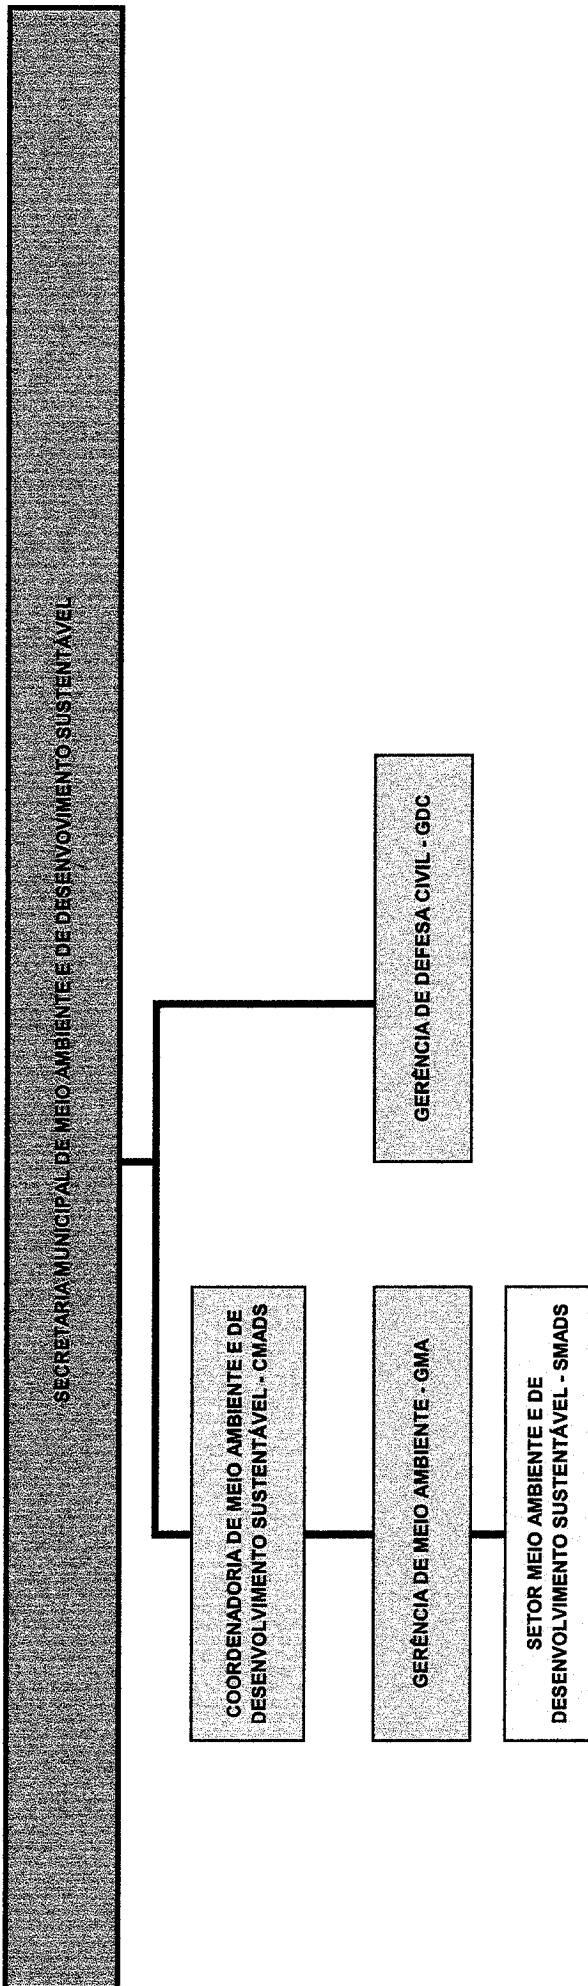 SECRETARIA MUNICIPAL DE MEIO AMBIENTE E DE DESENVOVIMENTO SUSTENTÁVEL
COORDENADORIA DE MEIO AMBIENTE E DE
DESENVOLVIMENTO SUSTENTÁVEL - CMADS
GERÊNCIA DE DEFESA CIVIL - GDC
GERÊNCIA DE MEIO AMBIENTE - GMA
SETOR MEIO AMBIENTE E DE
DESENVOLVIMENTO SUSTENTÁVEL - SMADS